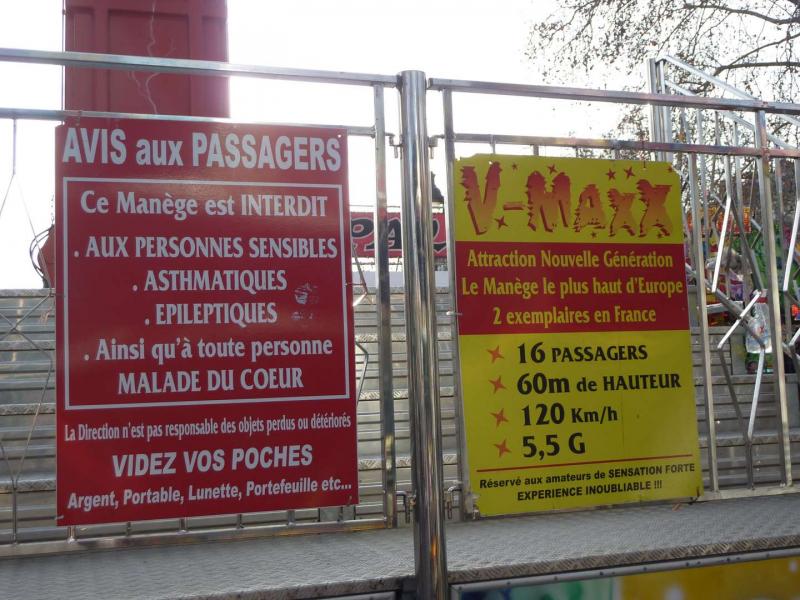 AVIS aux PASSAGERS
Ce Manège est INTERDIT
. AUX PERSONNES SENSIBLES
. ASTHMATIQUES
. EPILEPTIQUES
. Ainsi qu'à toute personne
MALADE DU COEUR
La Direction n'est pas responsable des objets perdus ou détériorés
VIDEZ VOS POCHES
Argent, Portable, Lunette, Portefeuille etc...
V-MAXX
Attraction Nouvelle Génération
Le Manège le plus haut d'Europe
2 exemplaires en France
16 PASSAGERS
60m de HAUTEUR
120 Km/h
5,5 G
Réservé aux amateurs de SENSATION FORTE
EXPERIENCE INOUBLIABLE !!!